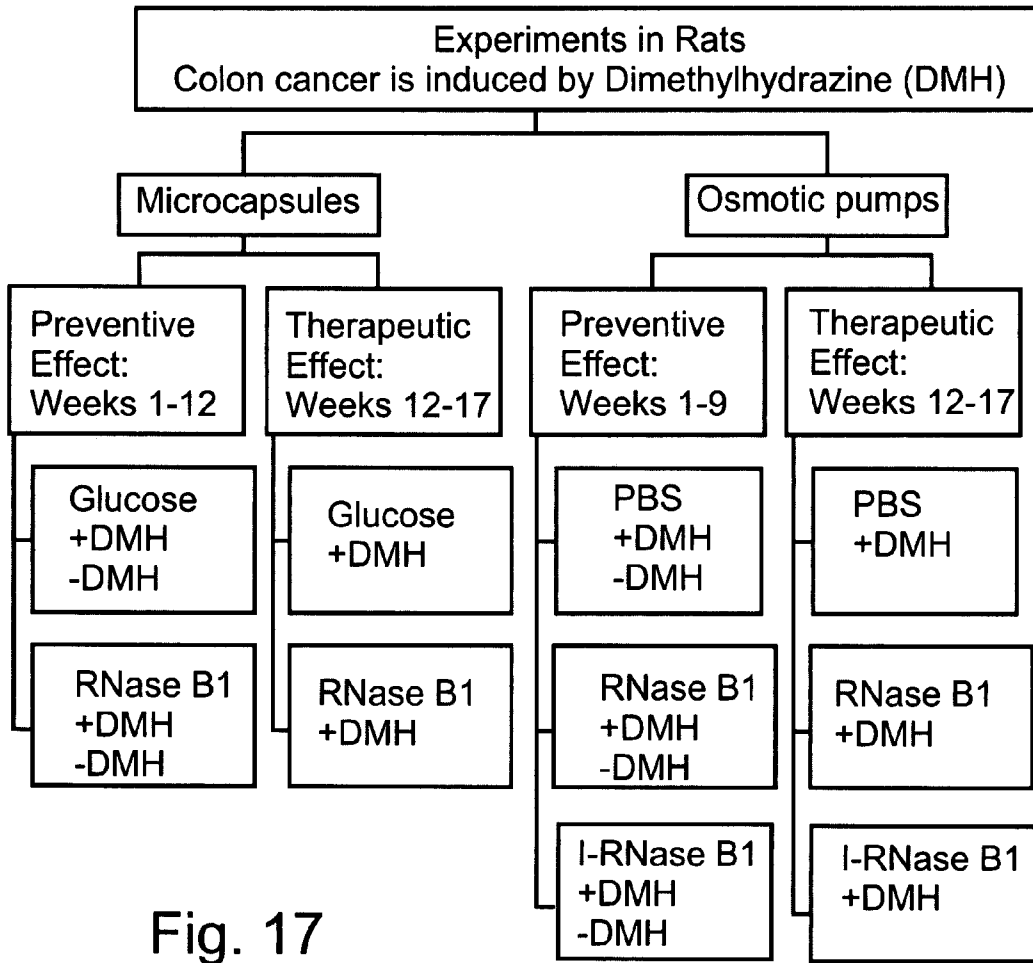 Experiments in Rats
Colon cancer is induced by Dimethylhydrazine (DMH)
Microcapsules
Osmotic pumps
Preventive
Effect:
Weeks 1-12
Therapeutic
Effect:
Weeks 12-17
Preventive
Effect:
Weeks 1-9
Therapeutic
Effect:
Weeks 12-17
Glucose
+DMH
-DMH
Glucose
+DMH
PBS
+DMH
-DMH
PBS
+DMH
RNase B1
+DMH
-DMH
RNase B1
+DMH
RNase B1
+DMH
-DMH
RNase B1
+DMH
I-RNase B1
+DMH
-DMH
I-RNase B1
+DMH
Fig. 17